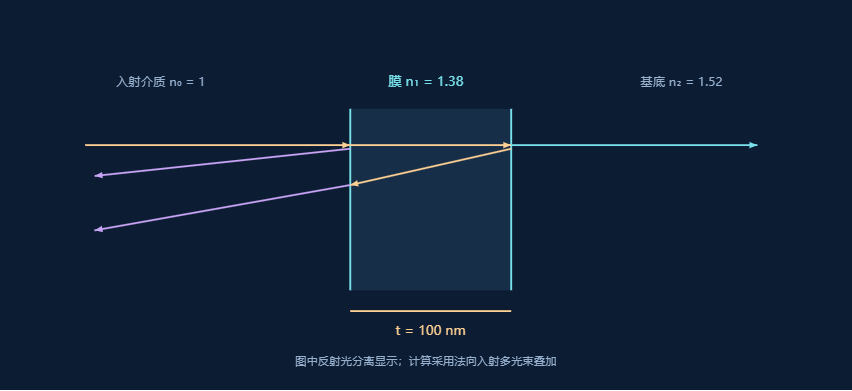 入射介质 n₀ = 1
膜 n₁ = 1.38
基底 n₂ = 1.52
t = 100 nm
图中反射光分离显示；计算采用法向入射多光束叠加